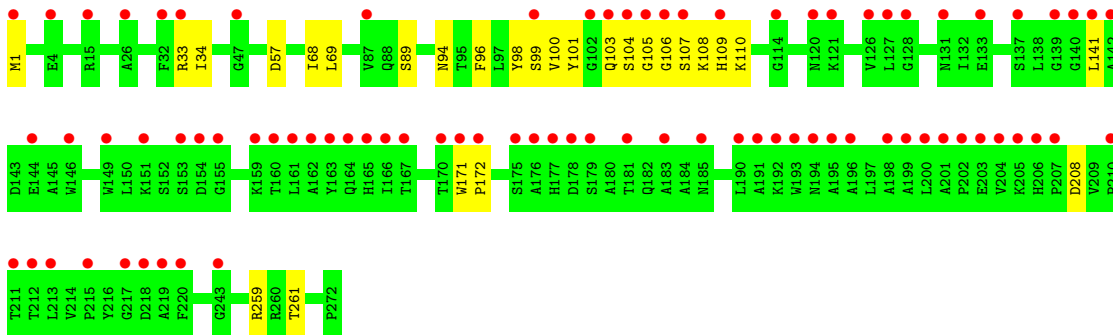 M1 E4 R15 A26 F32 R33 I34 G47 D57 I68 L69 V87 Q88 S89 N94 T95 F96 L97 Y98 S99 V100 Y101 G102 Q103 S104 G105 G106 S107 K108 H109 K110 G114 N120 K121 V126 L127 G128 N131 I132 E133 S137 L138 G139 G140 L141 A142
D143 E144 A145 W146 W149 L150 K151 S152 S153 D154 G155 K159 T160 L161 A162 Y163 Q164 H165 I166 T167 T170 W171 P172 S175 A176 H177 D178 S179 A180 T181 Q182 A183 A184 N185 L190 A191 K192 W193 N194 A195 A196 L197 A198 A199 L200 A201 P202 E203 V204 K205 H206 P207 D208 V209
T211 T212 L213 V214 P215 Y216 G217 D218 A219 F220 G243 R259 R260 T261 P272